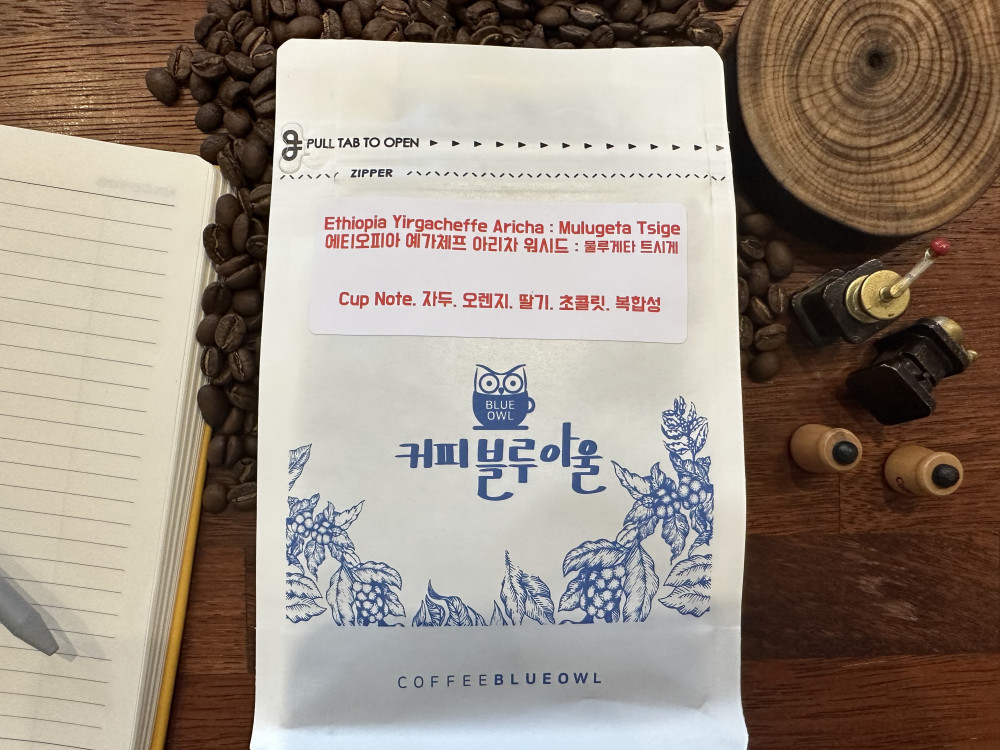 PULL TAB TO OPEN
ZIPPER
Ethiopia Yirgacheffe Aricha : Mulugeta Tsige
에티오피아 예가체프 아리차 워시드 : 물루게타 트시게
Cup Note. 자두. 오렌지. 딸기. 초콜릿. 복합성
BLUE
OWL
커피블루아울
COFFEEBLUEOWL